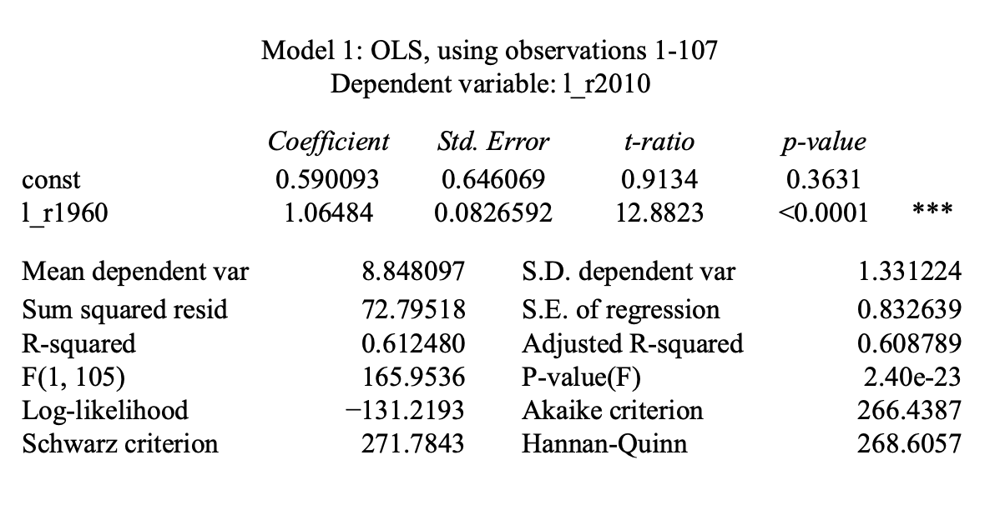 Model 1: OLS, using observations 1-107
Dependent variable: l_r2010
Coefficient Std. Error t-ratio p-value
const 0.590093 0.646069 0.9134 0.3631
l_r1960 1.06484 0.0826592 12.8823 <0.0001 ***
Mean dependent var 8.848097 S.D. dependent var 1.331224
Sum squared resid 72.79518 S.E. of regression 0.832639
R-squared 0.612480 Adjusted R-squared 0.608789
F(1, 105) 165.9536 P-value(F) 2.40e-23
Log-likelihood −131.2193 Akaike criterion 266.4387
Schwarz criterion 271.7843 Hannan-Quinn 268.6057